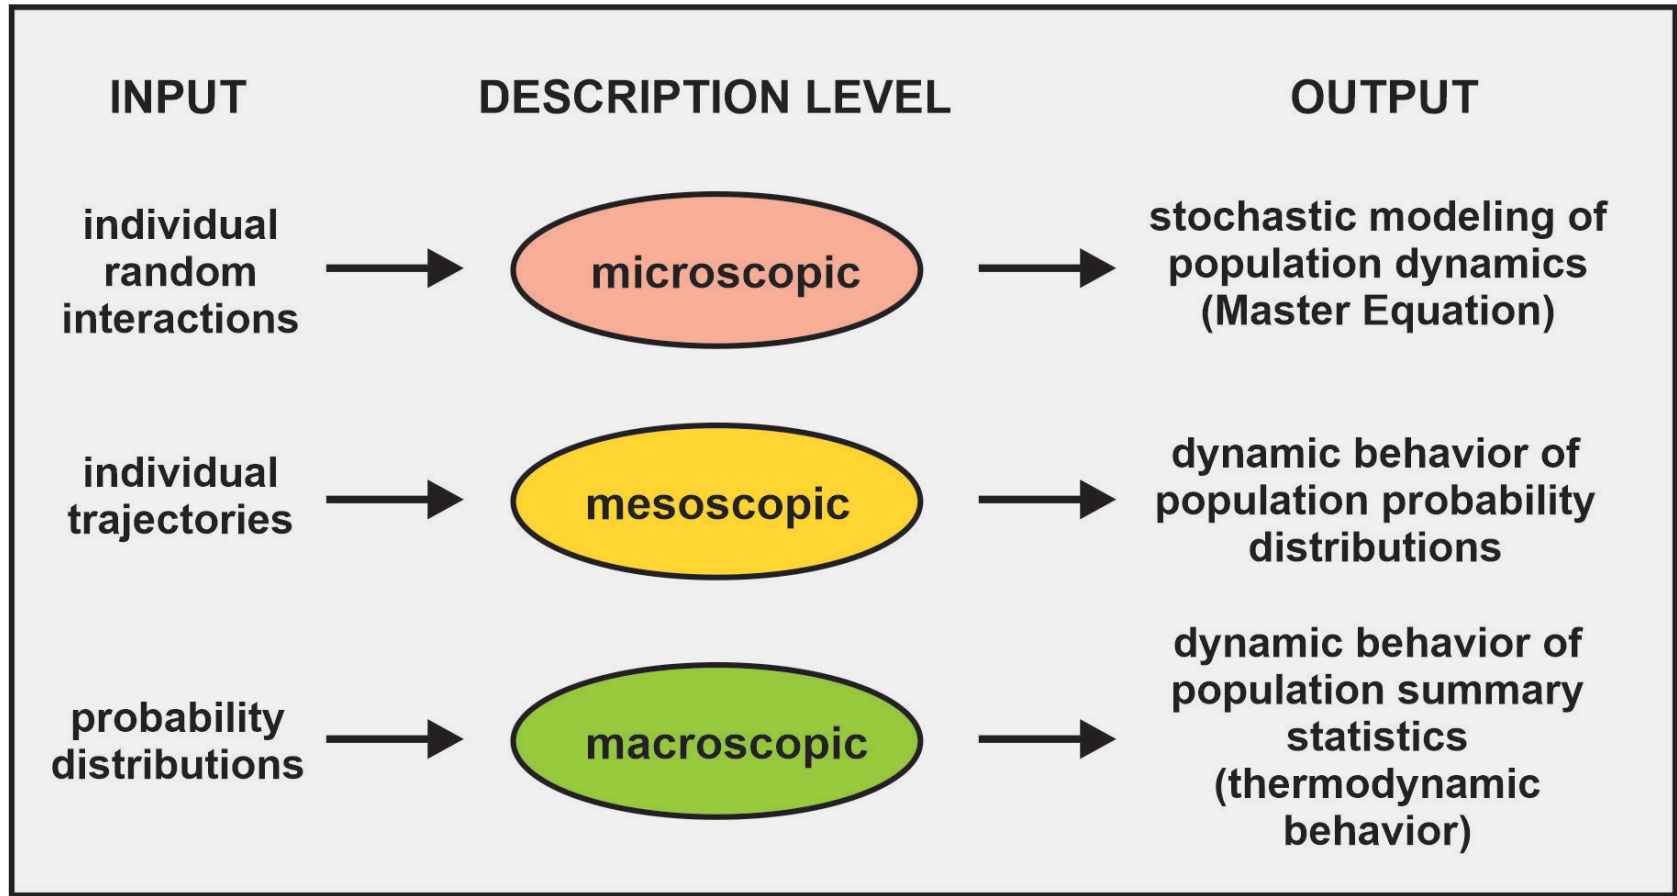 INPUT
DESCRIPTION LEVEL
OUTPUT
individual
random
interactions
microscopic
stochastic modeling of
population dynamics
(Master Equation)
individual
trajectories
mesoscopic
dynamic behavior of
population probability
distributions
probability
distributions
macroscopic
dynamic behavior of
population summary
statistics
(thermodynamic
behavior)